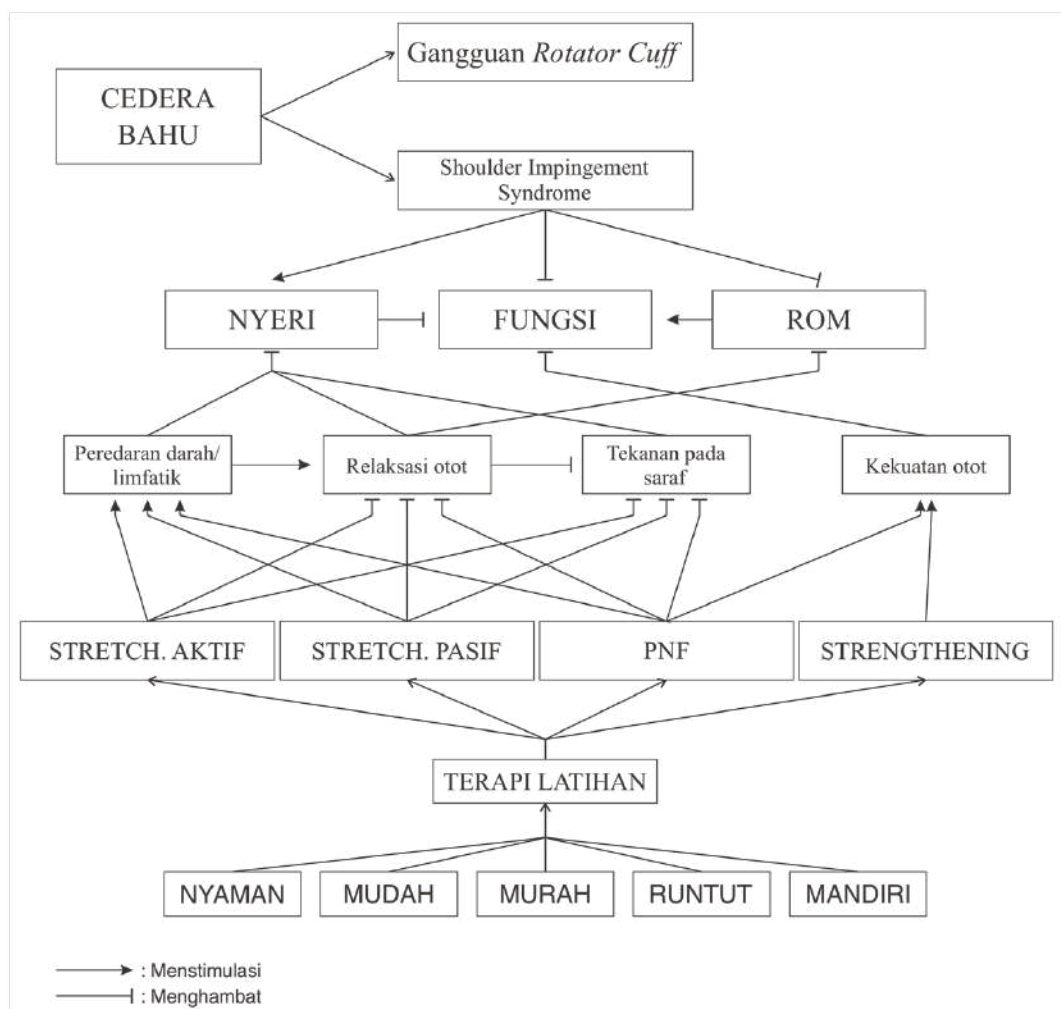 Gangguan Rotator Cuff
CEDERA
BAHU
Shoulder Impingement
Syndrome
NYERI
FUNGSI
ROM
Peredaran darah/
limfatik
Relaksasi otot
Tekanan pada
saraf
Kekuatan otot
STRETCH. AKTIF
STRETCH. PASIF
PNF
STRENGTHENING
TERAPI LATIHAN
NYAMAN
MUDAH
MURAH
RUNTUT
MANDIRI
: Menstimulasi
: Menghambat